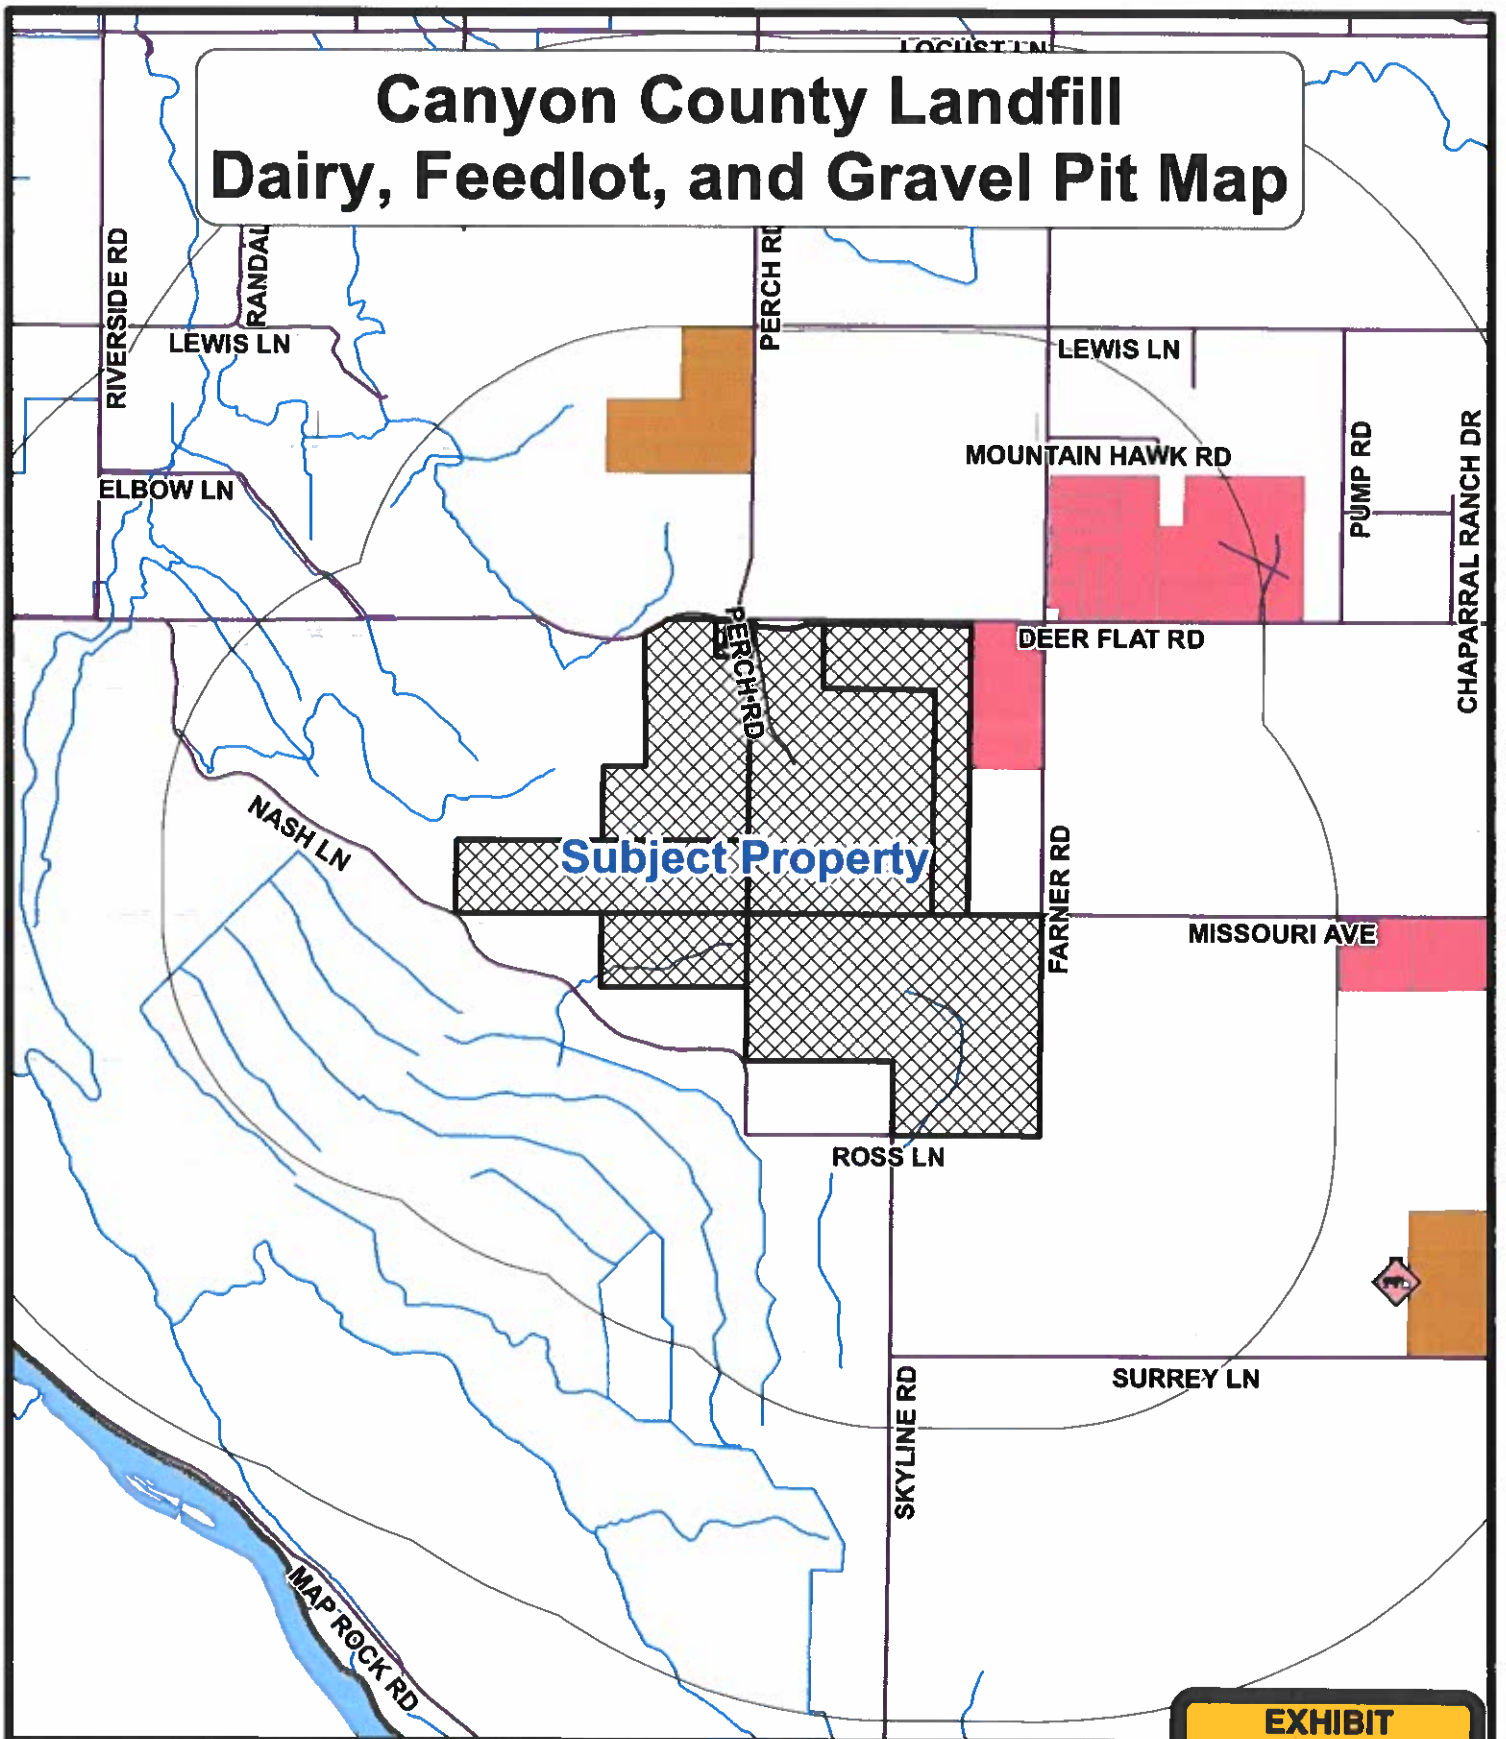 LOCUST LN
Canyon County Landfill
Dairy, Feedlot, and Gravel Pit Map
RIVERSIDE RD
RANDAL
PERCH RD
LEWIS LN
LEWIS LN
MOUNTAIN HAWK RD
PUMP RD
CHAPARRAL RANCH DR
ELBOW LN
PERCH RD
DEER FLAT RD
NASH LN
Subject Property
FARNER RD
MISSOURI AVE
ROSS LN
SURREY LN
SKYLINE RD
MAP ROCK RD
EXHIBIT